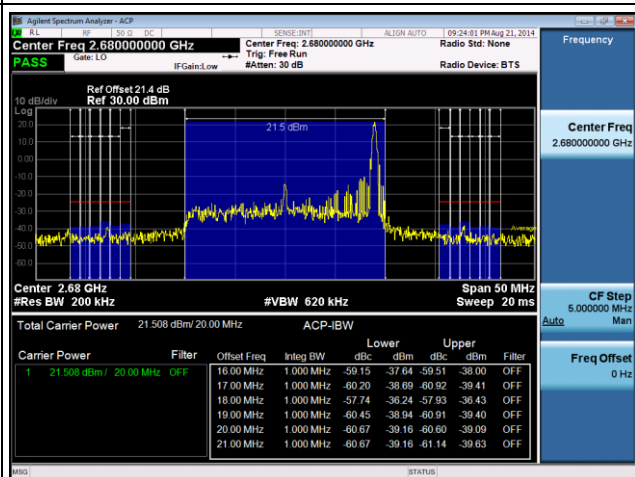 Agilent Spectrum Analyzer - ACP
RL RF 50 Ω DC SENSE:INT ALIGN AUTO 09:24:01 PM Aug 21, 2014
Center Freq 2.680000000 GHz
Center Freq: 2.680000000 GHz
Radio Std: None
Frequency
PASS
Gate: LO
IFGain:Low
Trig: Free Run
#Atten: 30 dB
Radio Device: BTS
Ref Offset 21.4 dB
10 dB/div Ref 30.00 dBm
Log
20.0
10.0
0.00
-10.0
-20.0
-30.0
-40.0
-50.0
-60.0
21.5 dBm
Average
Center 2.68 GHz
Span 50 MHz
#Res BW 200 kHz
#VBW 620 kHz
Sweep 20 ms
Total Carrier Power 21.508 dBm/ 20.00 MHz ACP-IBW
Lower Upper
Carrier Power Filter
1 21.508 dBm / 20.00 MHz OFF
Offset Freq Integ BW dBc dBm dBc dBm Filter
16.00 MHz 1.000 MHz -59.15 -37.64 -59.51 -38.00 OFF
17.00 MHz 1.000 MHz -60.20 -38.69 -60.92 -39.41 OFF
18.00 MHz 1.000 MHz -57.74 -36.24 -57.93 -36.43 OFF
19.00 MHz 1.000 MHz -60.45 -38.94 -60.91 -39.40 OFF
20.00 MHz 1.000 MHz -60.67 -39.16 -60.60 -39.09 OFF
21.00 MHz 1.000 MHz -60.67 -39.16 -61.14 -39.63 OFF
Center Freq
2.680000000 GHz
CF Step
5.000000 MHz
Auto Man
Freq Offset
0 Hz
MSG STATUS